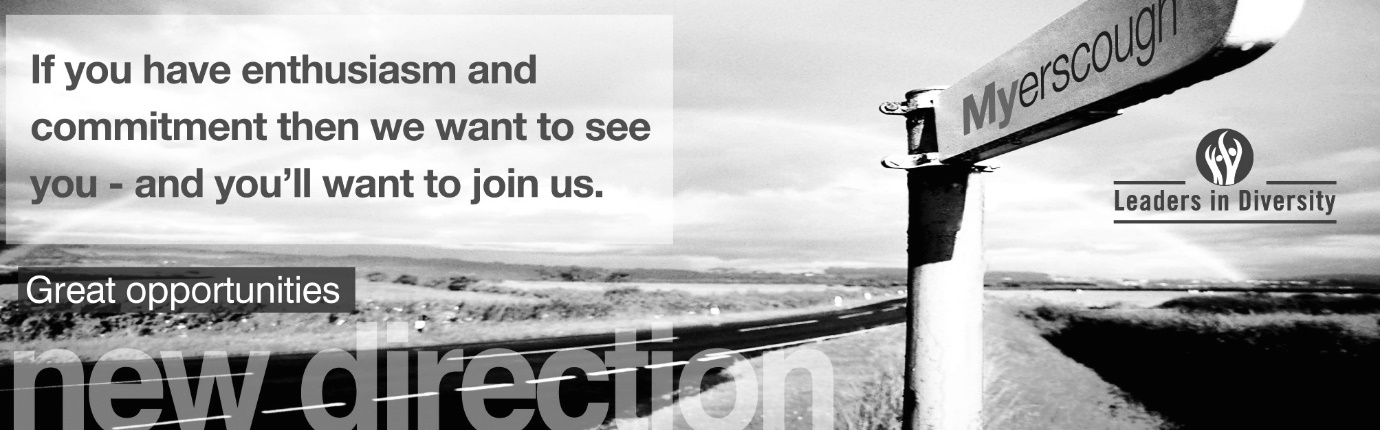 If you have enthusiasm and
commitment then we want to see
you - and you'll want to join us.
Great opportunities
new direction
Myerscough
Leaders in Diversity